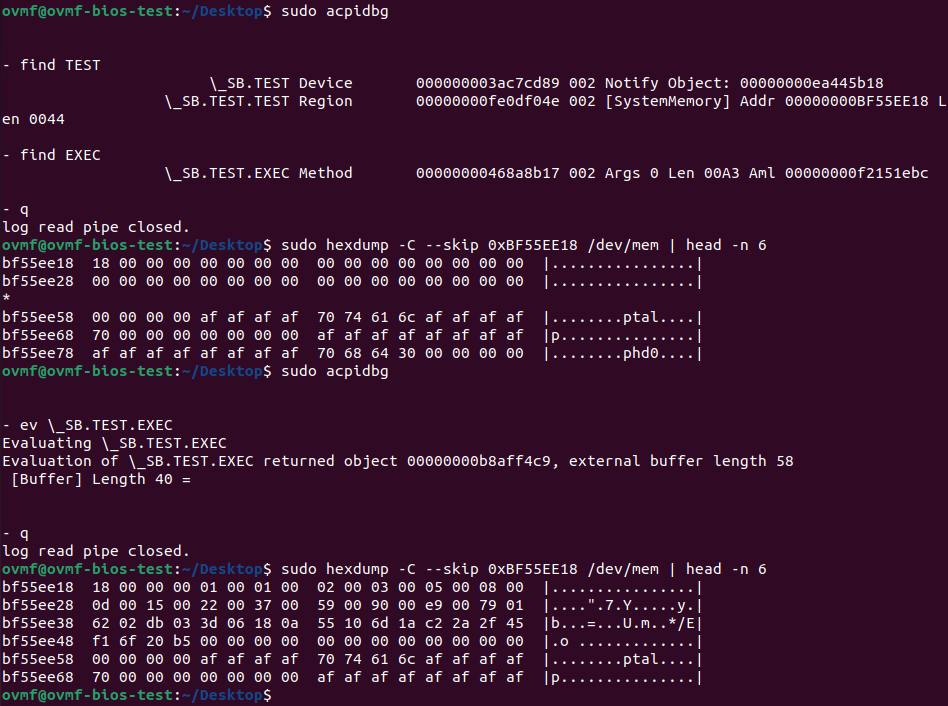 ovmf@ovmf-bios-test:~/Desktop$ sudo acpidbg
- find TEST
\_SB.TEST Device 000000003ac7cd89 002 Notify Object: 00000000ea445b18
\_SB.TEST.TEST Region 00000000fe0df04e 002 [SystemMemory] Addr 00000000BF55EE18 L
en 0044
- find EXEC
\_SB.TEST.EXEC Method 00000000468a8b17 002 Args 0 Len 00A3 Aml 00000000f2151ebc
- q
log read pipe closed.
ovmf@ovmf-bios-test:~/Desktop$ sudo hexdump -C --skip 0xBF55EE18 /dev/mem | head -n 6
bf55ee18 18 00 00 00 00 00 00 00 00 00 00 00 00 00 00 00 |................|
bf55ee28 00 00 00 00 00 00 00 00 00 00 00 00 00 00 00 00 |................|
*
bf55ee58 00 00 00 00 af af af af 70 74 61 6c af af af af |........ptal....|
bf55ee68 70 00 00 00 00 00 00 00 af af af af af af af af |p...............|
bf55ee78 af af af af af af af af 70 68 64 30 00 00 00 00 |........phd0....|
ovmf@ovmf-bios-test:~/Desktop$ sudo acpidbg
- ev \_SB.TEST.EXEC
Evaluating \_SB.TEST.EXEC
Evaluation of \_SB.TEST.EXEC returned object 00000000b8aff4c9, external buffer length 58
[Buffer] Length 40 =
- q
log read pipe closed.
ovmf@ovmf-bios-test:~/Desktop$ sudo hexdump -C --skip 0xBF55EE18 /dev/mem | head -n 6
bf55ee18 18 00 00 00 01 00 01 00 02 00 03 00 05 00 08 00 |................|
bf55ee28 0d 00 15 00 22 00 37 00 59 00 90 00 e9 00 79 01 |....".7.Y.....y.|
bf55ee38 62 02 db 03 3d 06 18 0a 55 10 6d 1a c2 2a 2f 45 |b...=...U.m..*/E|
bf55ee48 f1 6f 20 b5 00 00 00 00 00 00 00 00 00 00 00 00 |.o .............|
bf55ee58 00 00 00 00 af af af af 70 74 61 6c af af af af |........ptal....|
bf55ee68 70 00 00 00 00 00 00 00 af af af af af af af af |p...............|
ovmf@ovmf-bios-test:~/Desktop$